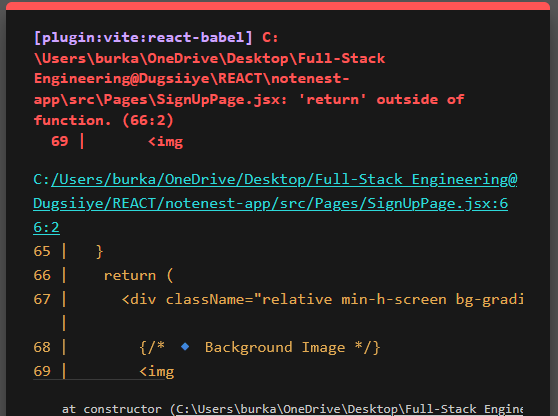 [plugin:vite:react-babel] C:
\Users\burka\OneDrive\Desktop\Full-Stack
Engineering@Dugsiiye\REACT\notenest-
app\src\Pages\SignUpPage.jsx: 'return' outside of
function. (66:2)
69 |       <img
C:/Users/burka/OneDrive/Desktop/Full-Stack Engineering@
Dugsiiye/REACT/notenest-app/src/Pages/SignUpPage.jsx:6
6:2
65 |   }
66 |    return (
67 |      <div className="relative min-h-screen bg-gradi
|
68 |        {/* 🔹 Background Image */}
69 |        <img
at constructor (C:\Users\burka\OneDrive\Desktop\Full-Stack Engine